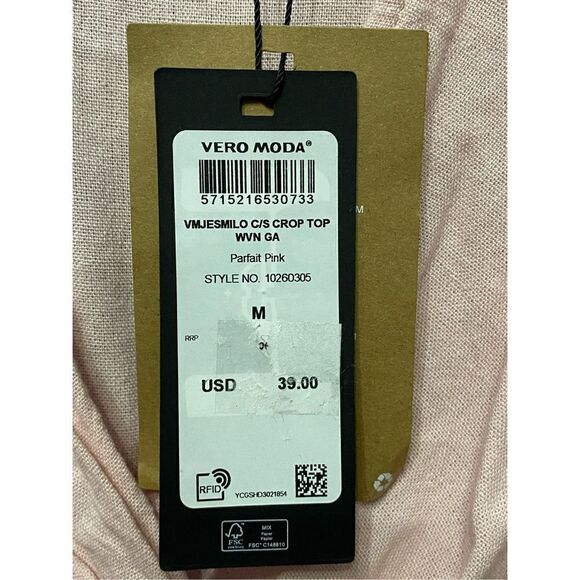 VERO MODA®
5715216530733
VMJESMILO C/S CROP TOP
WVN GA
Parfait Pink
STYLE NO. 10260305
M
RRP
USD 39.00
RFID
YCGSHD3021854
FSC
MIX
Paper
Papier
FSC® C148810
M